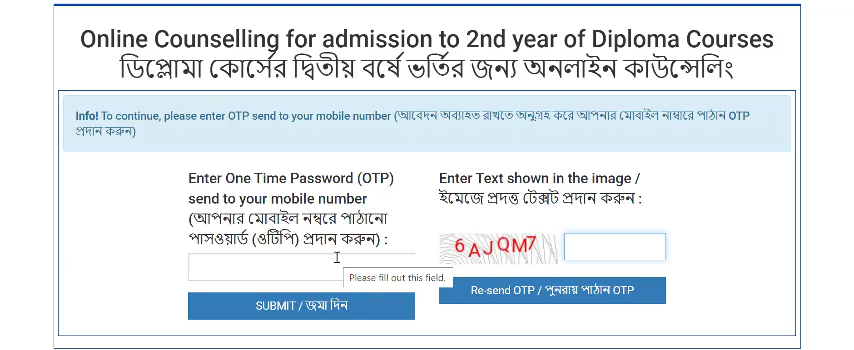 Online Counselling for admission to 2nd year of Diploma Courses
ডিপ্লোমা কোর্সের দ্বিতীয় বর্ষে ভর্তির জন্য অনলাইন কাউন্সেলিং
Info! To continue, please enter OTP send to your mobile number (আবেদন অব্যাহত রাখতে অনুগ্রহ করে আপনার মোবাইল নাম্বারে পাঠান OTP
প্রদান করুন)
Enter One Time Password (OTP)
send to your mobile number
(আপনার মোবাইল নম্বরে পাঠানো
পাসওয়ার্ড (ওটিপি) প্রদান করুন) :
Please fill out this field.
SUBMIT / জমা দিন
Enter Text shown in the image /
ইমেজে প্রদত্ত টেক্সট প্রদান করুন :
6AJQM7
Re-send OTP / পুনরায় পাঠান OTP